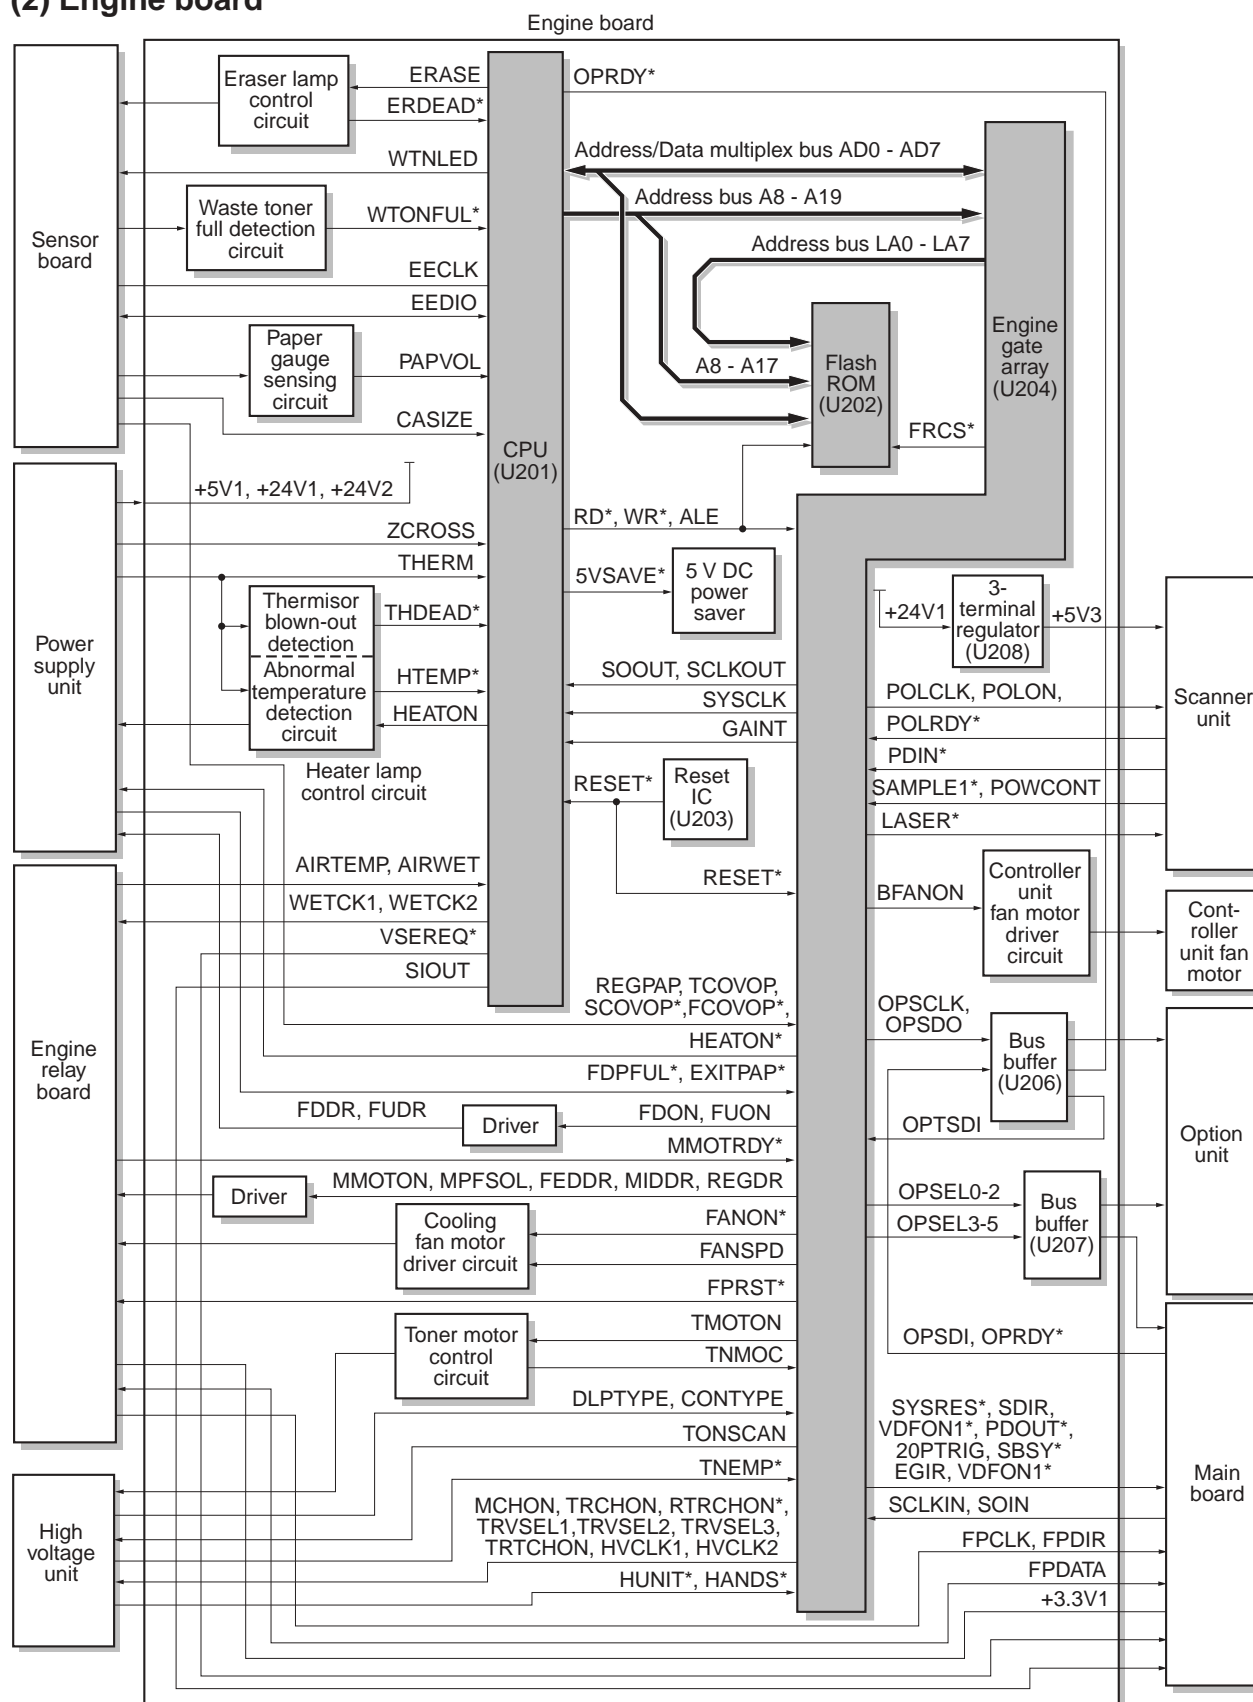 (2) Engine board
Engine board
Sensor
board
Eraser lamp
control
circuit
ERASE
ERDEAD*
WTNLED
Waste toner
full detection
circuit
WTONFUL*
EECLK
EEDIO
Paper
gauge
sensing
circuit
PAPVOL
CASIZE
CPU
(U201)
OPRDY*
Address/Data multiplex bus AD0 - AD7
Address bus A8 - A19
Address bus LA0 - LA7
A8 - A17
Flash
ROM
(U202)
FRCS*
Engine
gate
array
(U204)
Power
supply
unit
+5V1, +24V1, +24V2
ZCROSS
THERM
Thermisor
blown-out
detection
THDEAD*
Abnormal
temperature
detection
circuit
HTEMP*
HEATON
Heater lamp
control circuit
RD*, WR*, ALE
5VSAVE*
5 V DC
power
saver
SOOUT, SCLKOUT
SYSCLK
GAINT
RESET*
Reset
IC
(U203)
RESET*
+24V1
3-
terminal
regulator
(U208)
+5V3
Scanner
unit
POLCLK, POLON,
POLRDY*
PDIN*
SAMPLE1*, POWCONT
LASER*
BFANON
Controller
unit
fan motor
driver
circuit
Cont-
roller
unit fan
motor
Engine
relay
board
AIRTEMP, AIRWET
WETCK1, WETCK2
VSEREQ*
SIOUT
REGPAP, TCOVOP,
SCOVOP*,FCOVOP*,
HEATON*
FDPFUL*, EXITPAP*
FDDR, FUDR
Driver
FDON, FUON
MMOTRDY*
Driver
MMOTON, MPFSOL, FEDDR, MIDDR, REGDR
Cooling
fan motor
driver circuit
FANON*
FANSPD
FPRST*
Toner motor
control
circuit
TMOTON
TNMOC
DLPTYPE, CONTYPE
TONSCAN
TNEMP*
OPSCLK,
OPSDO
Bus
buffer
(U206)
OPTSDI
Option
unit
OPSEL0-2
OPSEL3-5
Bus
buffer
(U207)
OPSDI, OPRDY*
SYSRES*, SDIR,
VDFON1*, PDOUT*,
20PTRIG, SBSY*
EGIR, VDFON1*
SCLKIN, SOIN
Main
board
High
voltage
unit
MCHON, TRCHON, RTRCHON*,
TRVSEL1,TRVSEL2, TRVSEL3,
TRTCHON, HVCLK1, HVCLK2
HUNIT*, HANDS*
FPCLK, FPDIR
FPDATA
+3.3V1